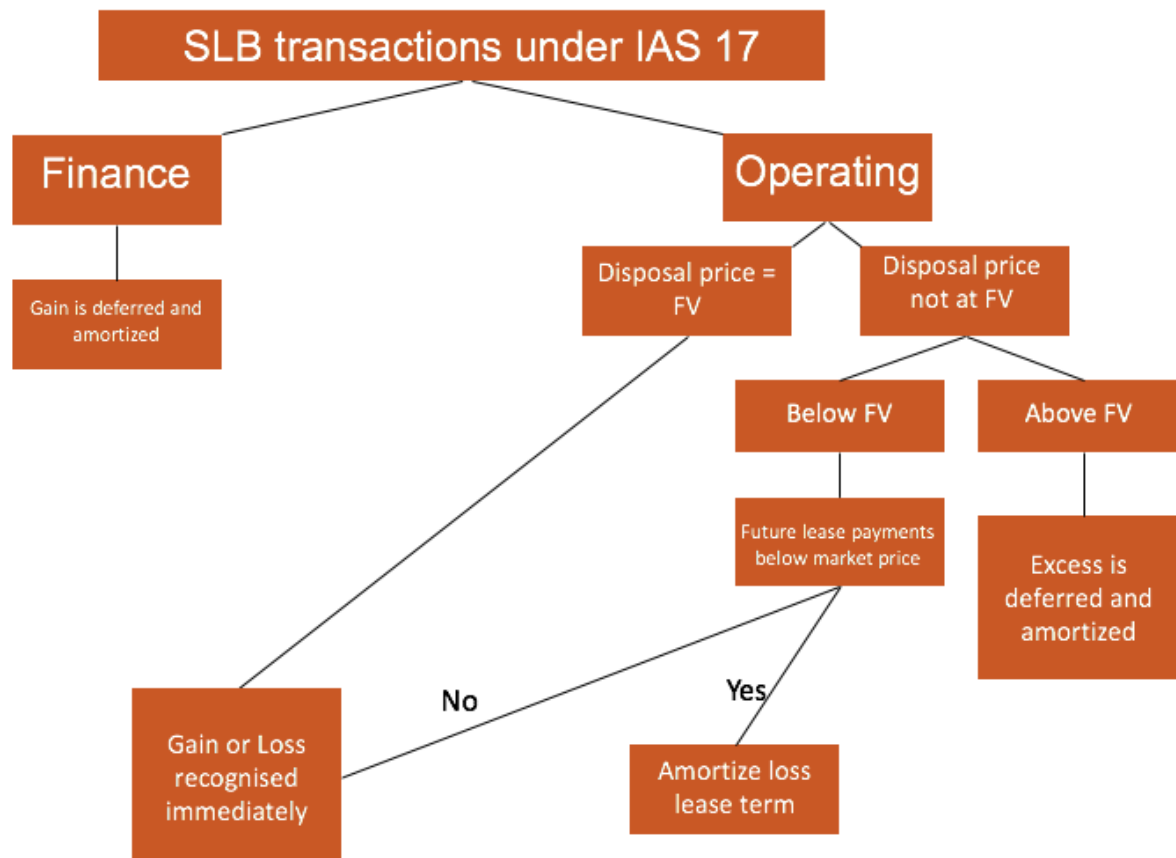 SLB transactions under IAS 17
Finance
Operating
Gain is deferred and
amortized
Disposal price =
FV
Disposal price
not at FV
Below FV
Above FV
Future lease payments
below market price
Excess is
deferred and
amortized
No
Yes
Gain or Loss
recognised
immediately
Amortize loss
lease term